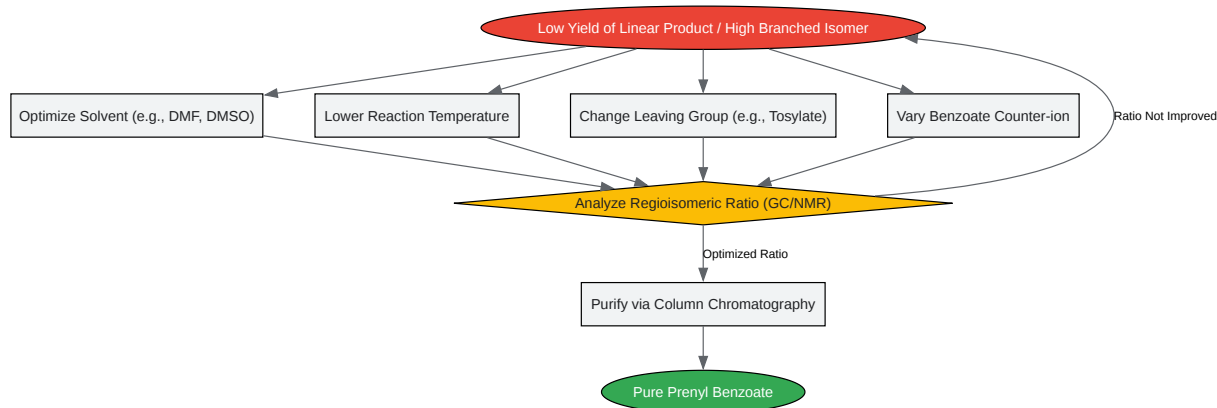 Low Yield of Linear Product / High Branched Isomer
Optimize Solvent (e.g., DMF, DMSO)
Lower Reaction Temperature
Change Leaving Group (e.g., Tosylate)
Vary Benzoate Counter-ion
Ratio Not Improved
Analyze Regioisomeric Ratio (GC/NMR)
Optimized Ratio
Purify via Column Chromatography
Pure Prenyl Benzoate